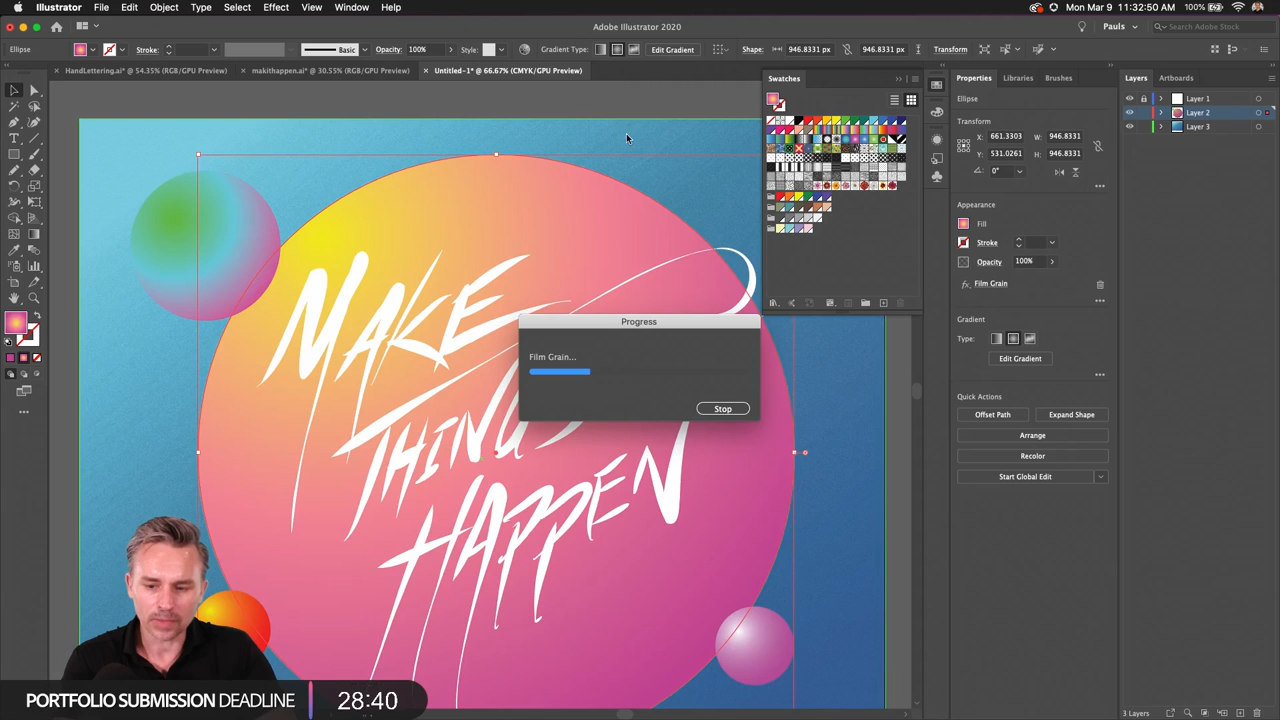 Illustrator File Edit Object Type Select Effect View Window Help
100% Mon Mar 9 11:32:50 AM
Adobe Illustrator 2020
Pauls
Search Adobe Stock
Ellipse Stroke: Basic Opacity: 100% Style: Gradient Type: Edit Gradient Shape: 946.8331 px 946.8331 px Transform
HandLettering.ai* @ 54.35% (RGB/GPU Preview)
makithappen.ai* @ 30.55% (RGB/GPU Preview)
Untitled-1* @ 66.67% (CMYK/GPU Preview)
Swatches
Properties Libraries Brushes
Ellipse
Transform
X: 661.3303 W: 946.8331
Y: 531.0261 H: 946.8331
0°
Appearance
Fill
Stroke
Opacity 100%
fx Film Grain
Gradient
Type:
Edit Gradient
Quick Actions
Offset Path Expand Shape
Arrange
Recolor
Start Global Edit
Layers Artboards
Layer 1
Layer 2
Layer 3
3 Layers
MAKE
THINGS
HAPPEN
Progress
Film Grain...
Stop
PORTFOLIO SUBMISSION DEADLINE 28:40